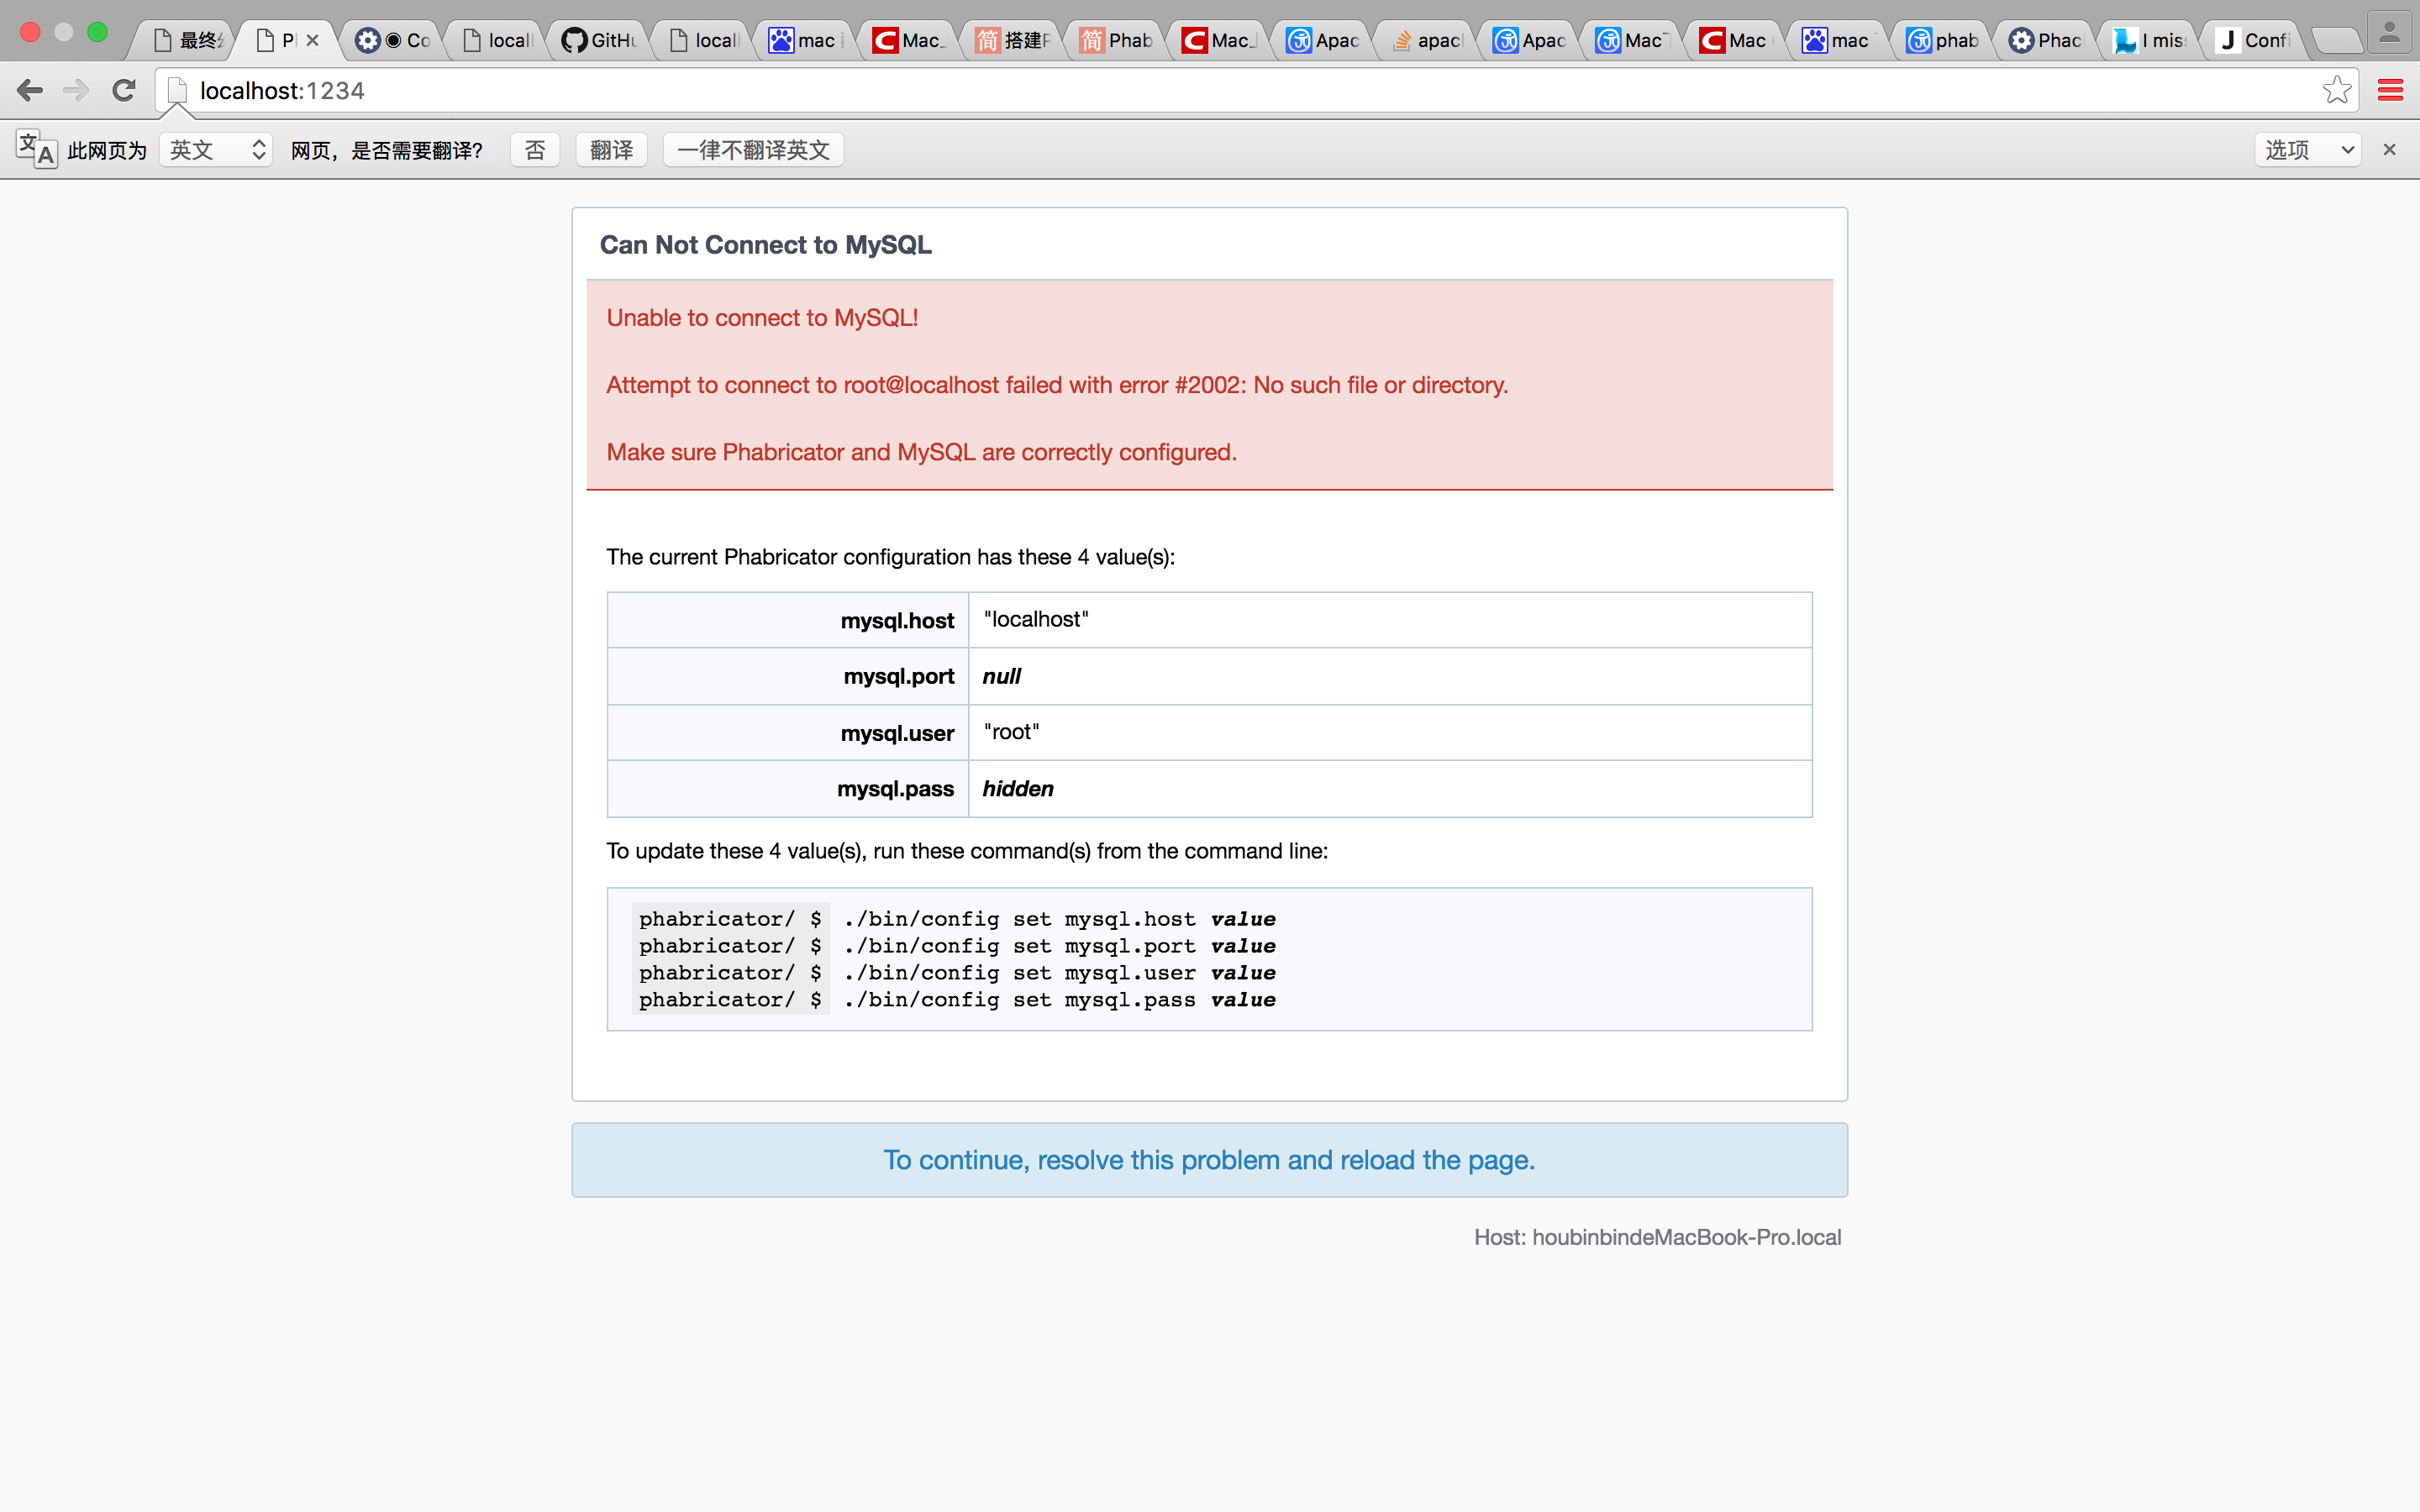 最终
P
◉ Co
locall
GitHu
locall
mac
Mac_
搭建P
Phab
Mac_
Apac
apac
Apac
Mac
Mac
mac
phab
Phac
I mis
Confi
localhost:1234
此网页为 英文 网页，是否需要翻译? 否 翻译 一律不翻译英文 选项
Can Not Connect to MySQL
Unable to connect to MySQL!
Attempt to connect to root@localhost failed with error #2002: No such file or directory.
Make sure Phabricator and MySQL are correctly configured.
The current Phabricator configuration has these 4 value(s):
mysql.host "localhost"
mysql.port null
mysql.user "root"
mysql.pass hidden
To update these 4 value(s), run these command(s) from the command line:
phabricator/ $ ./bin/config set mysql.host value
phabricator/ $ ./bin/config set mysql.port value
phabricator/ $ ./bin/config set mysql.user value
phabricator/ $ ./bin/config set mysql.pass value
To continue, resolve this problem and reload the page.
Host: houbinbindeMacBook-Pro.local